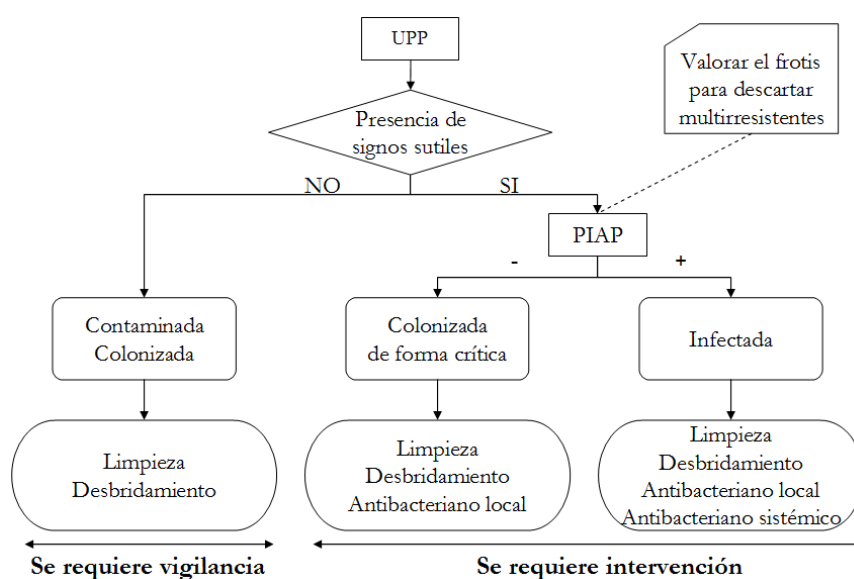 UPP
Valorar el frotis
para descartar
multirresistentes
Presencia de
signos sutiles
NO
SI
PIAP
-
+
Contaminada
Colonizada
Colonizada
de forma crítica
Infectada
Limpieza
Desbridamiento
Limpieza
Desbridamiento
Antibacteriano local
Limpieza
Desbridamiento
Antibacteriano local
Antibacteriano sistémico
Se requiere vigilancia
Se requiere intervención